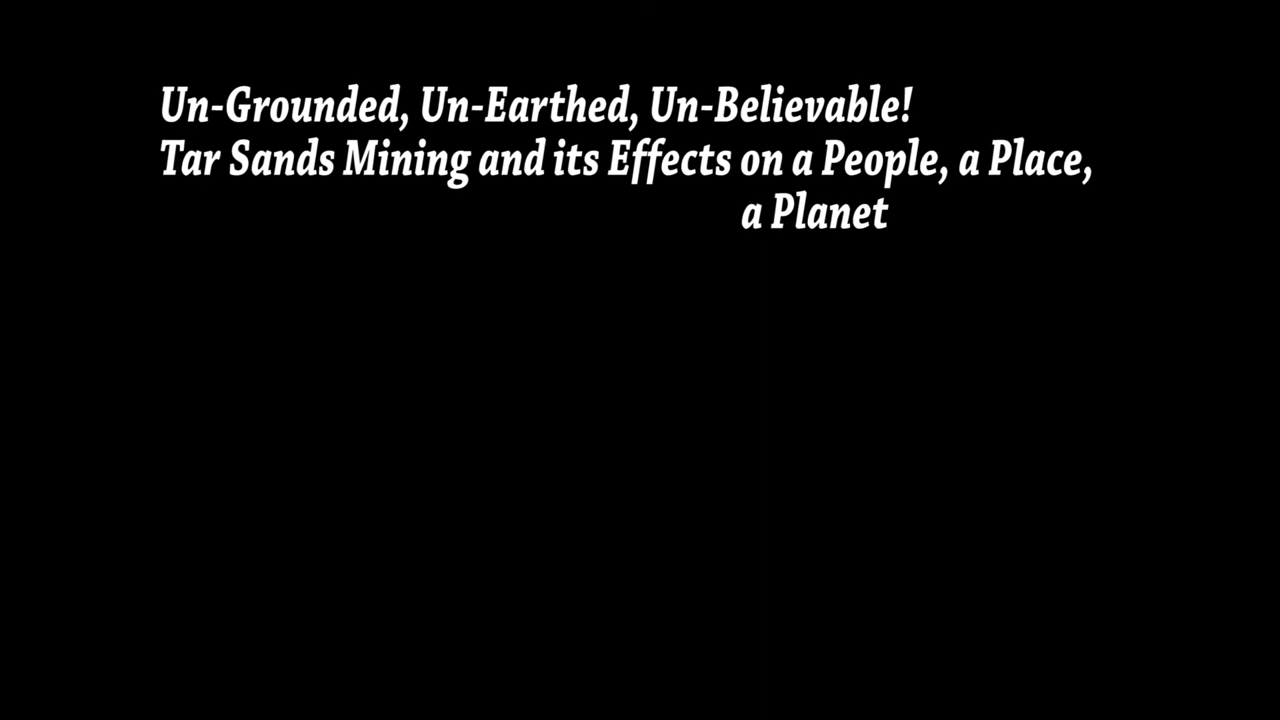 Un-Grounded, Un-Earthed, Un-Believable!
Tar Sands Mining and its Effects on a People, a Place,
a Planet